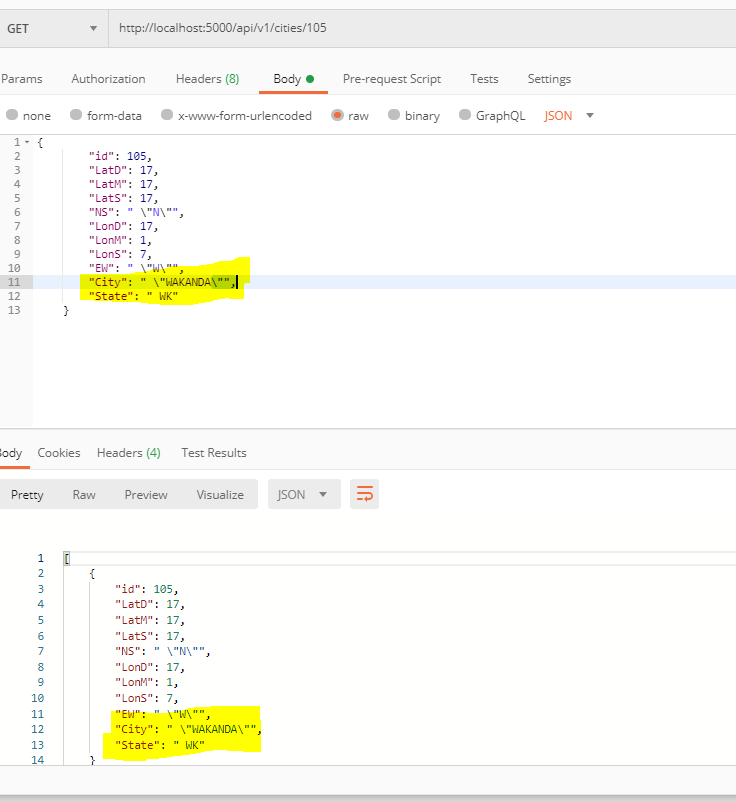 GET http://localhost:5000/api/v1/cities/105
Params Authorization Headers (8) Body Pre-request Script Tests Settings
none form-data x-www-form-urlencoded raw binary GraphQL JSON
1 {
2 "id": 105,
3 "LatD": 17,
4 "LatM": 17,
5 "LatS": 17,
6 "NS": " \"N\"",
7 "LonD": 17,
8 "LonM": 1,
9 "LonS": 7,
10 "EW": " \"W\"",
11 "City": " \"WAKANDA\"",
12 "State": " WK"
13 }
Body Cookies Headers (4) Test Results
Pretty Raw Preview Visualize JSON
1 [
2 {
3 "id": 105,
4 "LatD": 17,
5 "LatM": 17,
6 "LatS": 17,
7 "NS": " \"N\"",
8 "LonD": 17,
9 "LonM": 1,
10 "LonS": 7,
11 "EW": " \"W\"",
12 "City": " \"WAKANDA\"",
13 "State": " WK"
14 }